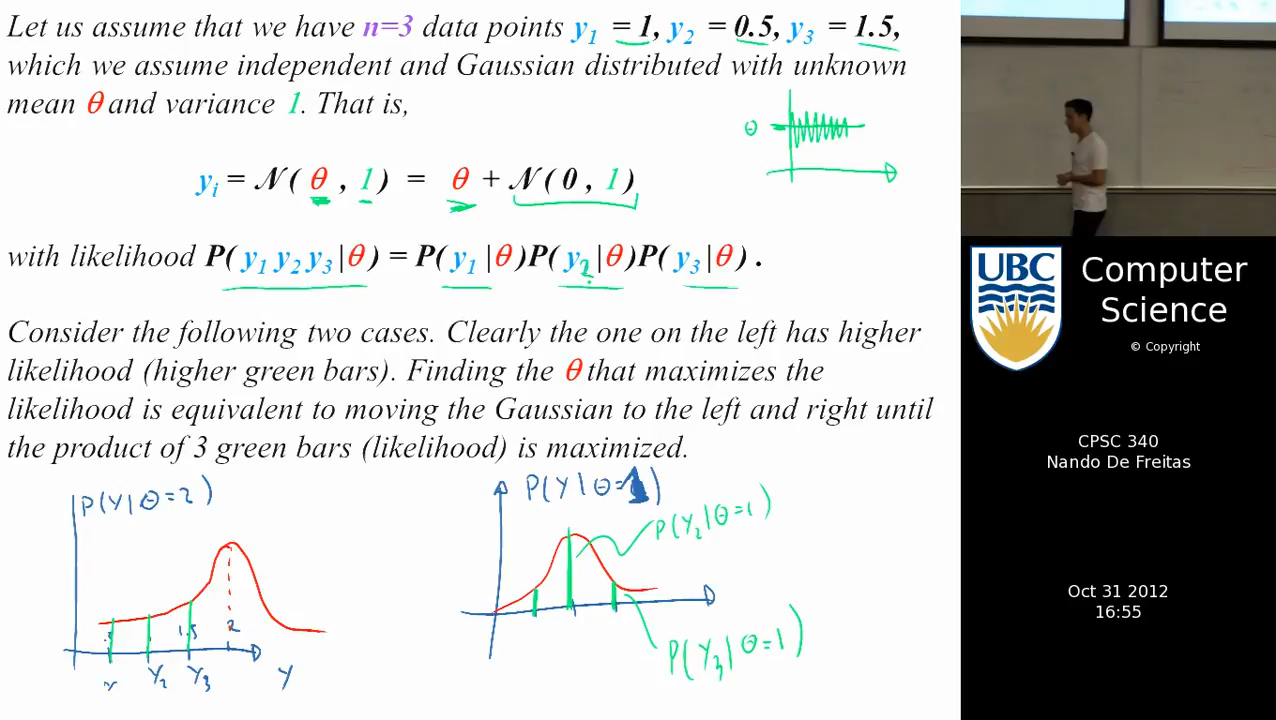 Let us assume that we have n=3 data points y1 = 1, y2 = 0.5, y3 = 1.5,
which we assume independent and Gaussian distributed with unknown
mean θ and variance 1. That is,
θ
yi = N( θ , 1 ) = θ + N( 0 , 1 )
with likelihood P( y1 y2 y3 |θ ) = P( y1 |θ )P( y2 |θ )P( y3 |θ ) .
Consider the following two cases. Clearly the one on the left has higher
likelihood (higher green bars). Finding the θ that maximizes the
likelihood is equivalent to moving the Gaussian to the left and right until
the product of 3 green bars (likelihood) is maximized.
P(Y|θ=2)
.5 1.5 2
Y2 Y3 Y
P(Y|θ=1)
P(Y2|θ=1)
P(Y3|θ=1)
UBC
Computer
Science
© Copyright
CPSC 340
Nando De Freitas
Oct 31 2012
16:55